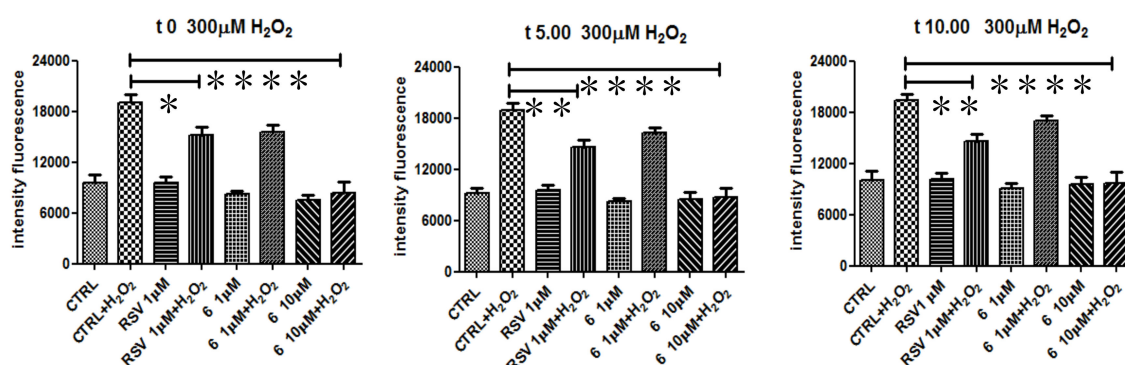 t 0 300µM H₂O₂
intensity fluorescence
24000
18000
12000
6000
0
* * * *
*
CTRL
CTRL+H₂O₂
RSV 1µM
RSV 1µM+H₂O₂
6 1µM
6 1µM+H₂O₂
6 10µM
6 10µM+H₂O₂
t 5.00 300µM H₂O₂
intensity fluorescence
24000
18000
12000
6000
0
* * * *
* *
CTRL
CTRL+H₂O₂
RSV 1µM
RSV 1µM+H₂O₂
6 1µM
6 1µM+H₂O₂
6 10µM
6 10µM+H₂O₂
t 10.00 300µM H₂O₂
intensity fluorescence
24000
18000
12000
6000
0
* * * *
* *
CTRL
CTRL+H₂O₂
RSV1 µM
RSV 1µM+H₂O₂
6 1µM
6 1µM+H₂O₂
6 10µM
6 10µM+H₂O₂